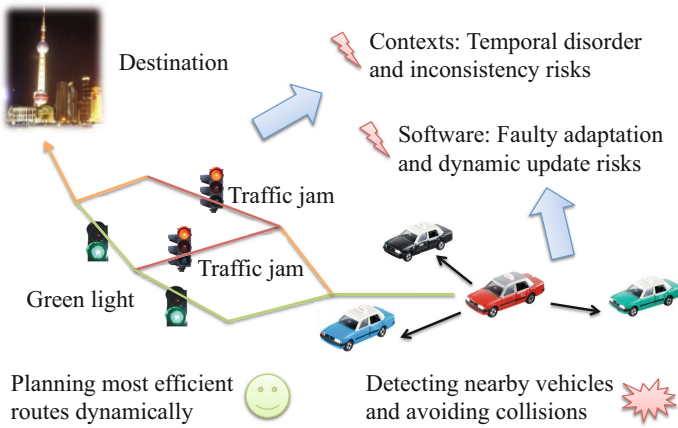 Destination
Contexts: Temporal disorder
and inconsistency risks
Software: Faulty adaptation
and dynamic update risks
Traffic jam
Traffic jam
Green light
Planning most efficient
routes dynamically
Detecting nearby vehicles
and avoiding collisions